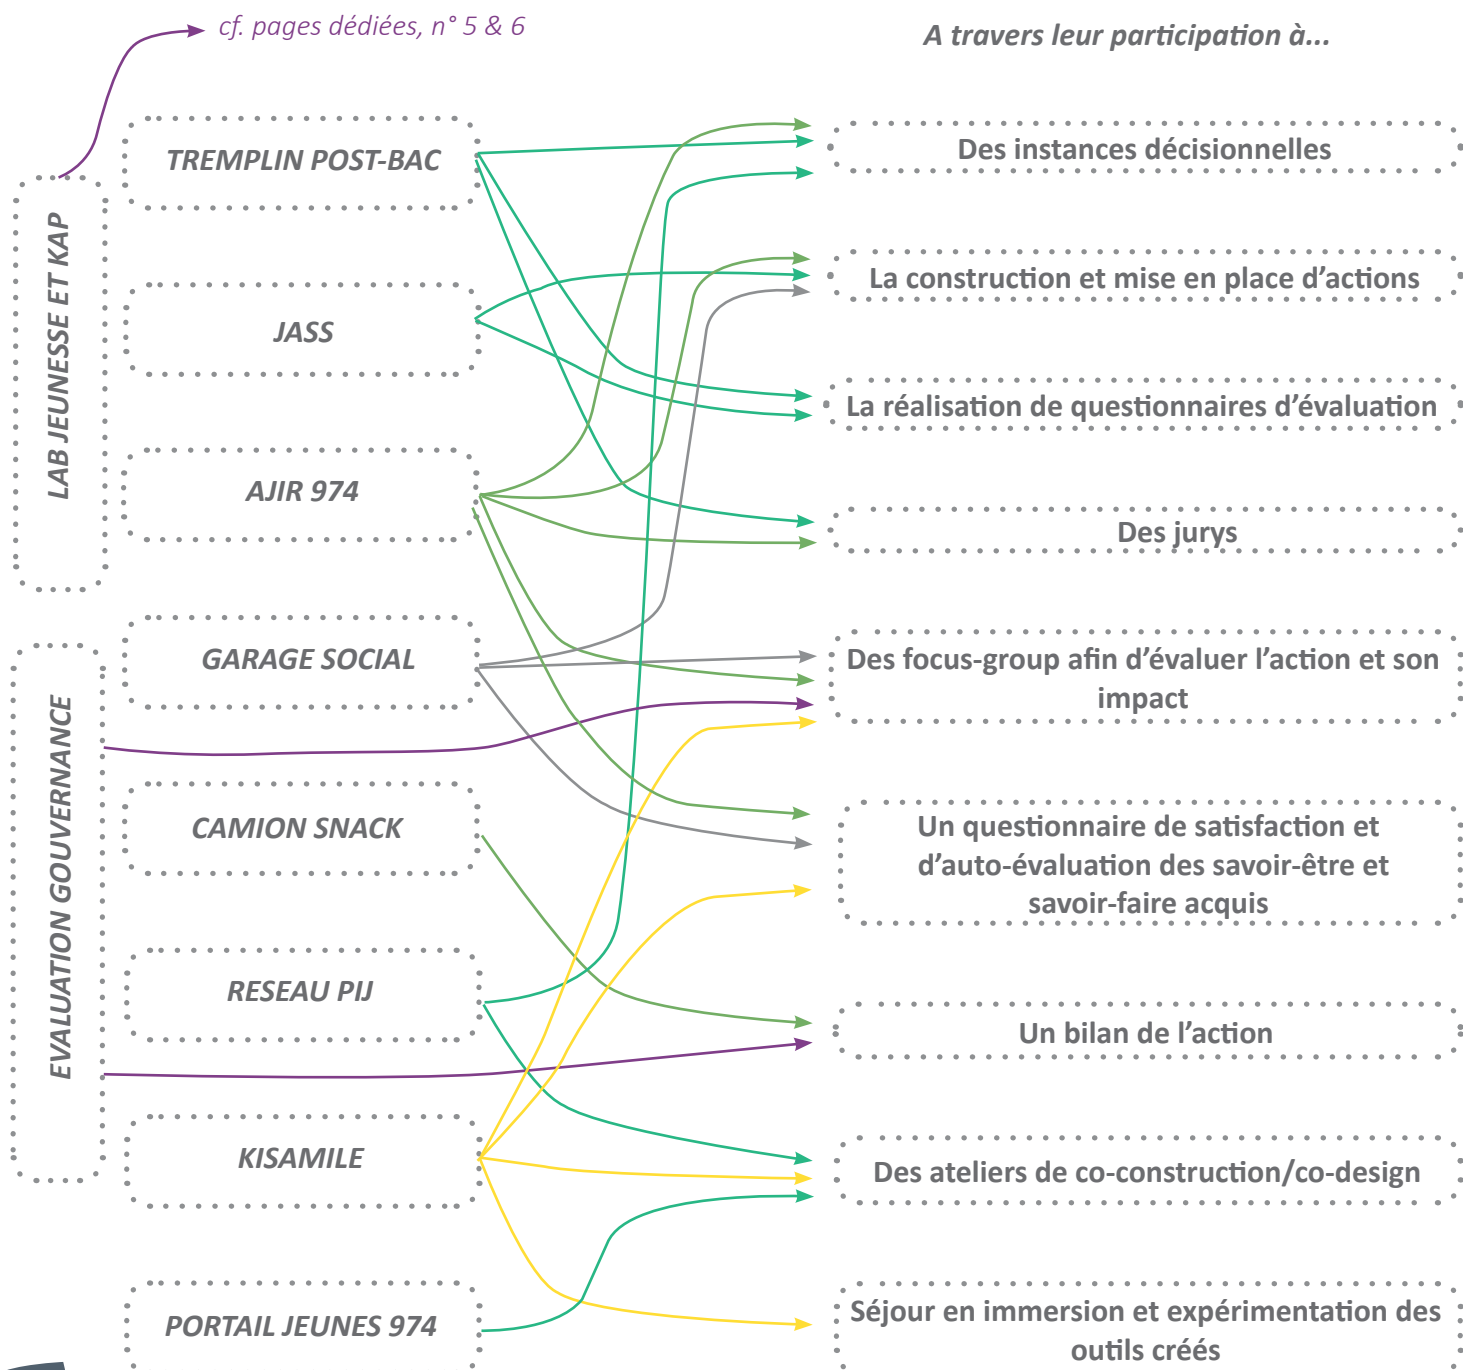 cf. pages dédiées, n° 5 & 6
A travers leur participation à...
LAB JEUNESSE ET KAP
EVALUATION GOUVERNANCE
TREMPLIN POST-BAC
JASS
AJIR 974
GARAGE SOCIAL
CAMION SNACK
RESEAU PIJ
KISAMILE
PORTAIL JEUNES 974
Des instances décisionnelles
La construction et mise en place d'actions
La réalisation de questionnaires d'évaluation
Des jurys
Des focus-group afin d'évaluer l'action et son
impact
Un questionnaire de satisfaction et
d'auto-évaluation des savoir-être et
savoir-faire acquis
Un bilan de l'action
Des ateliers de co-construction/co-design
Séjour en immersion et expérimentation des
outils créés